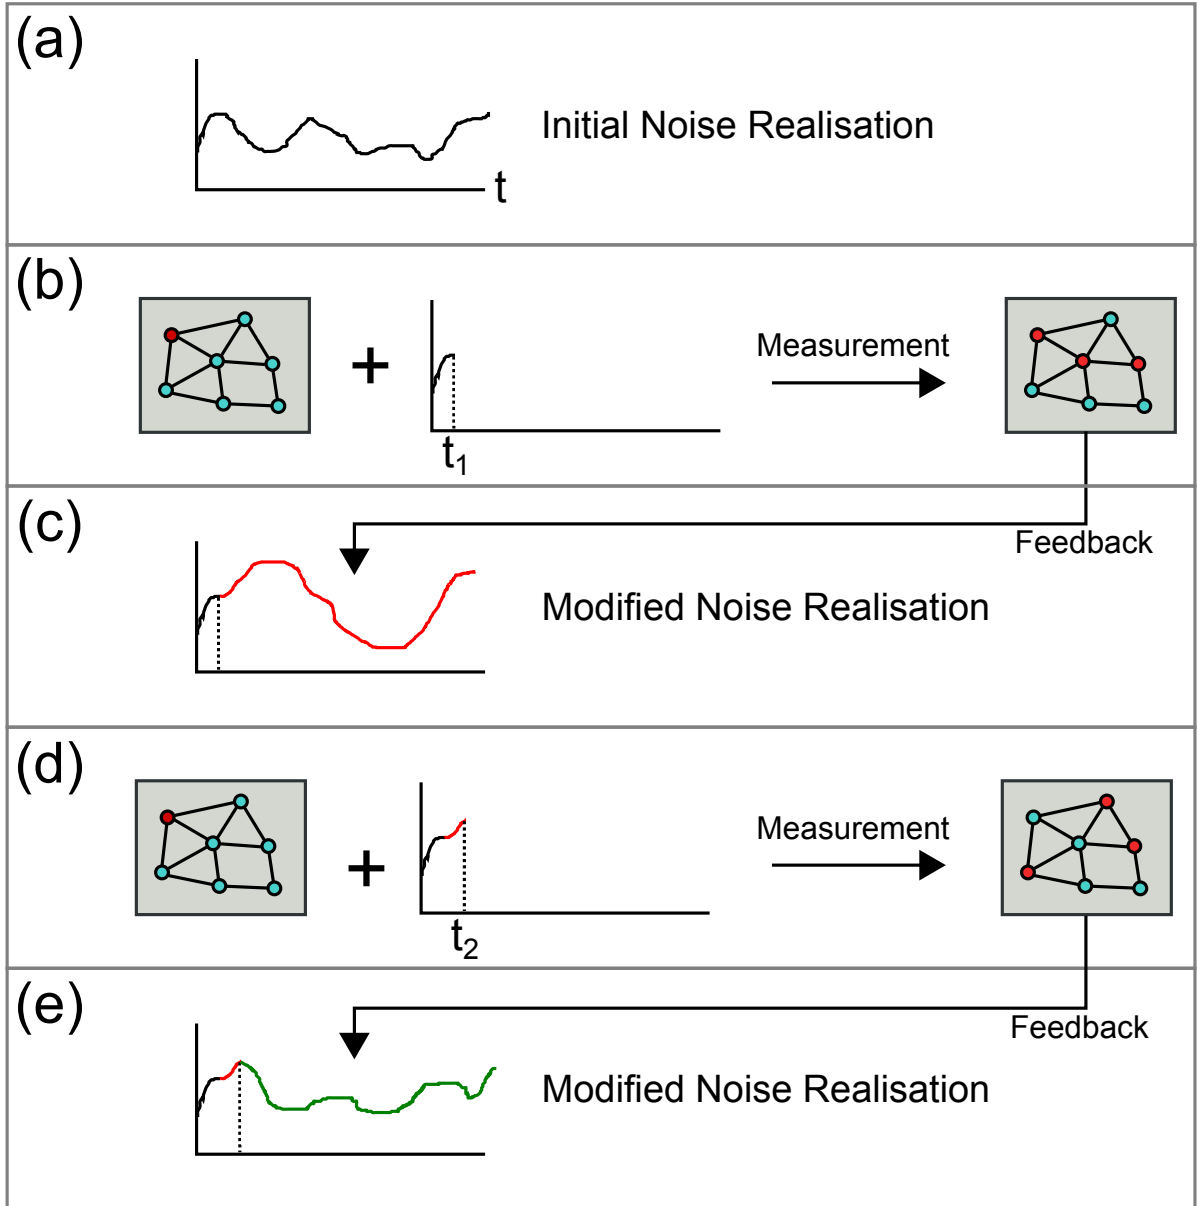 (a)
Initial Noise Realisation
t
(b)
Measurement
t1
(c)
Feedback
Modified Noise Realisation
(d)
Measurement
t2
(e)
Feedback
Modified Noise Realisation